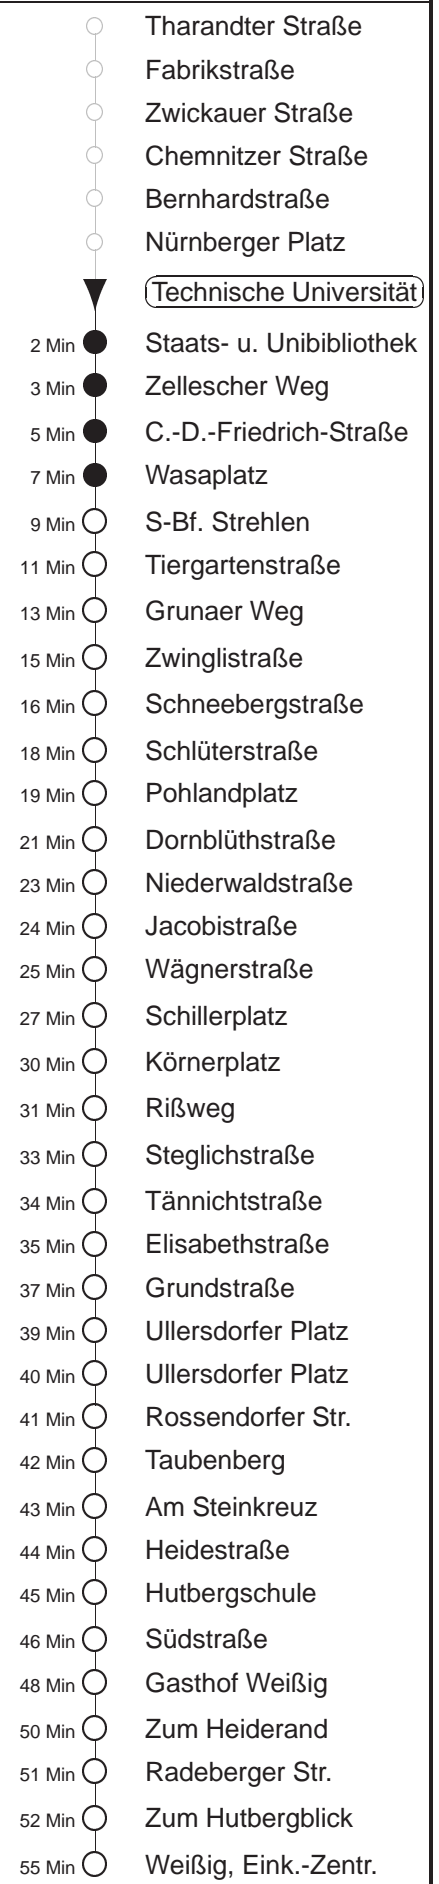 Tharandter Straße
Fabrikstraße
Zwickauer Straße
Chemnitzer Straße
Bernhardstraße
Nürnberger Platz
Technische Universität
2 Min Staats- u. Unibibliothek
3 Min Zellescher Weg
5 Min C.-D.-Friedrich-Straße
7 Min Wasaplatz
9 Min S-Bf. Strehlen
11 Min Tiergartenstraße
13 Min Grunaer Weg
15 Min Zwinglistraße
16 Min Schneebergstraße
18 Min Schlüterstraße
19 Min Pohlandplatz
21 Min Dornblüthstraße
23 Min Niederwaldstraße
24 Min Jacobistraße
25 Min Wägnerstraße
27 Min Schillerplatz
30 Min Körnerplatz
31 Min Rißweg
33 Min Steglichstraße
34 Min Tännichtstraße
35 Min Elisabethstraße
37 Min Grundstraße
39 Min Ullersdorfer Platz
40 Min Ullersdorfer Platz
41 Min Rossendorfer Str.
42 Min Taubenberg
43 Min Am Steinkreuz
44 Min Heidestraße
45 Min Hutbergschule
46 Min Südstraße
48 Min Gasthof Weißig
50 Min Zum Heiderand
51 Min Radeberger Str.
52 Min Zum Hutbergblick
55 Min Weißig, Eink.-Zentr.